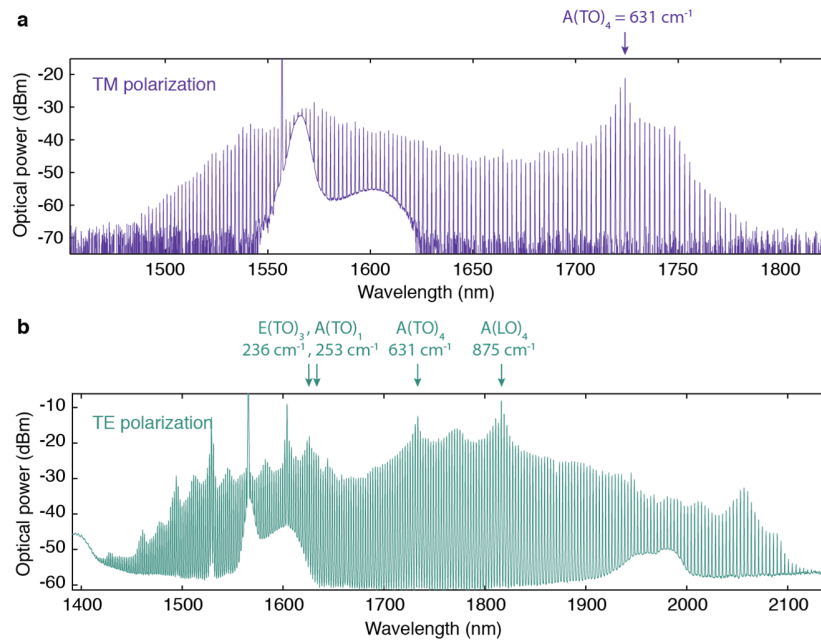 a
A(TO)₄ = 631 cm⁻¹
TM polarization
Optical power (dBm)
-20
-30
-40
-50
-60
-70
1500 1550 1600 1650 1700 1750 1800
Wavelength (nm)
b
E(TO)₃ , A(TO)₁ A(TO)₄ A(LO)₄
236 cm⁻¹ , 253 cm⁻¹ 631 cm⁻¹ 875 cm⁻¹
TE polarization
Optical power (dBm)
-10
-20
-30
-40
-50
-60
1400 1500 1600 1700 1800 1900 2000 2100
Wavelength (nm)